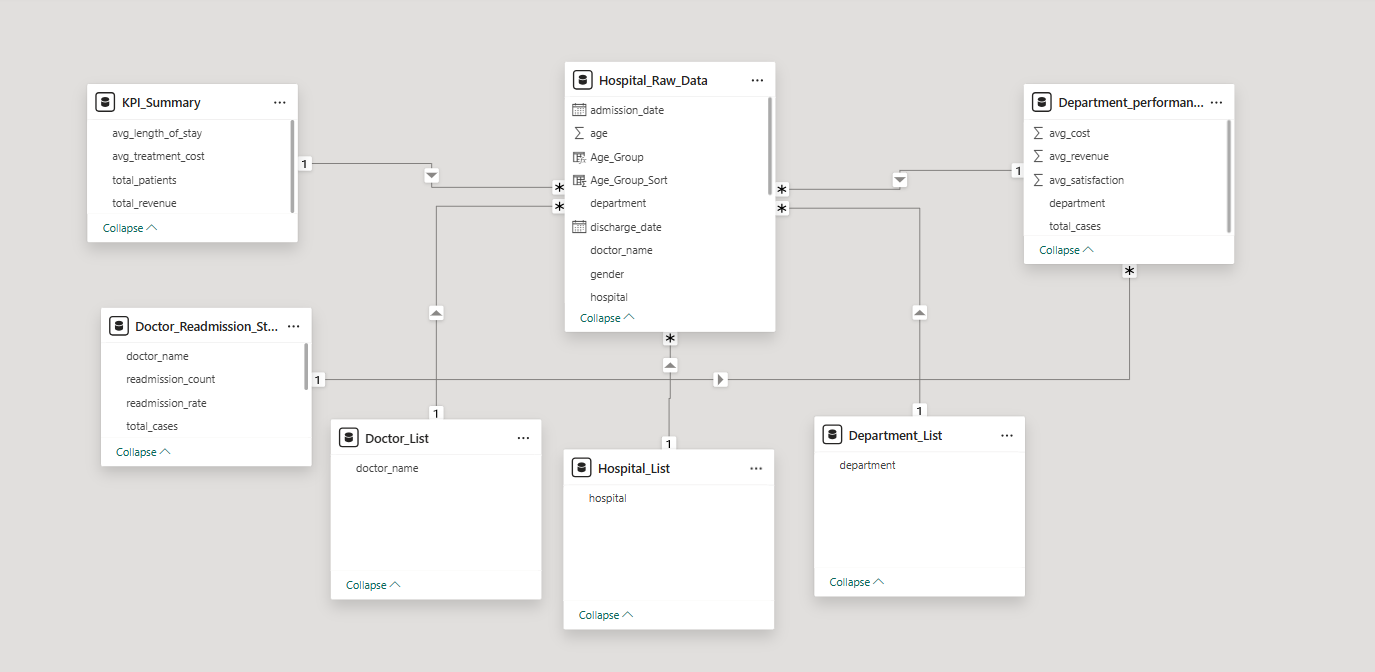 KPI_Summary
...
avg_length_of_stay
avg_treatment_cost
total_patients
total_revenue
Collapse
1
*
Hospital_Raw_Data
...
admission_date
Σ age
Age_Group
Age_Group_Sort
department
discharge_date
doctor_name
gender
hospital
Collapse
*
*
*
*
Department_performan...
...
Σ avg_cost
Σ avg_revenue
Σ avg_satisfaction
department
total_cases
Collapse
1
*
Doctor_Readmission_St...
...
doctor_name
readmission_count
readmission_rate
total_cases
Collapse
1
1
Doctor_List
...
doctor_name
Collapse
1
Hospital_List
...
hospital
Collapse
1
Department_List
...
department
Collapse